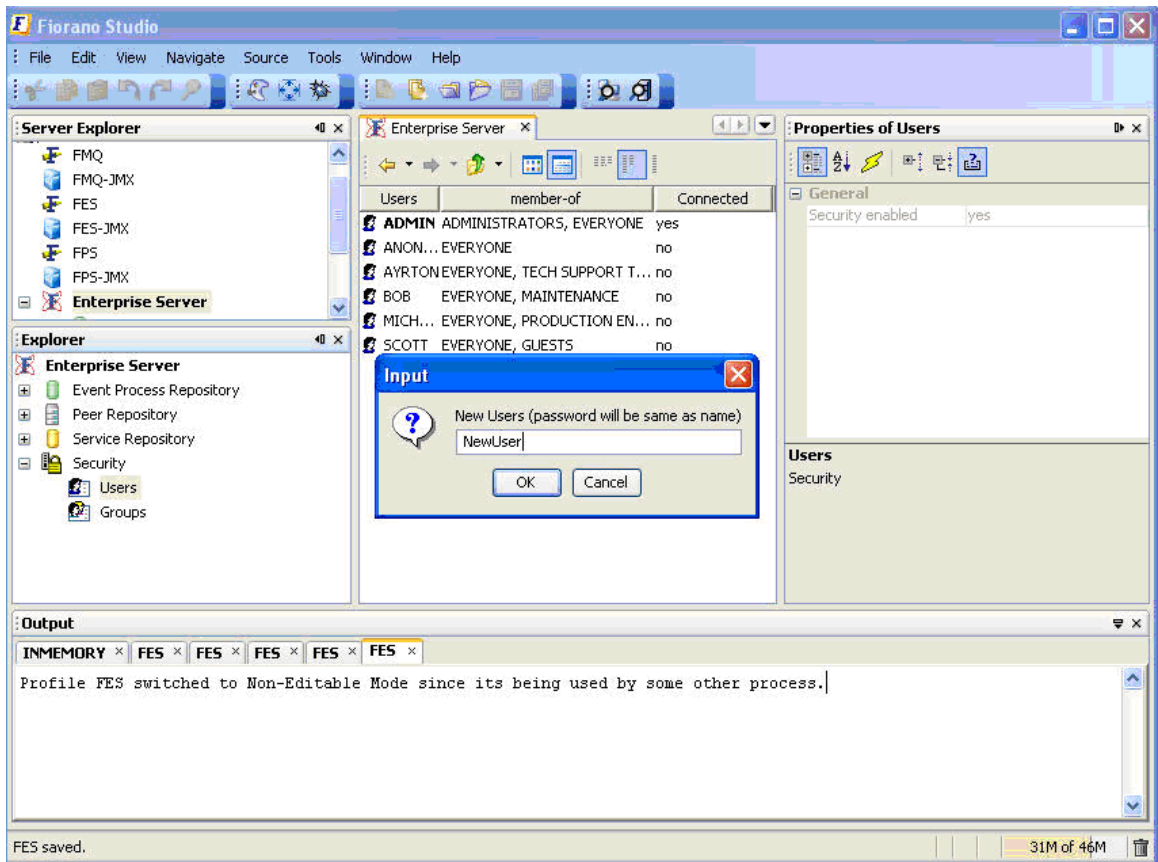 Fiorano Studio
File Edit View Navigate Source Tools Window Help
Server Explorer
FMQ
FMQ-JMX
FES
FES-JMX
FPS
FPS-JMX
Enterprise Server
Explorer
Enterprise Server
Event Process Repository
Peer Repository
Service Repository
Security
Users
Groups
Enterprise Server
Users member-of Connected
ADMIN ADMINISTRATORS, EVERYONE yes
ANON... EVERYONE no
AYRTON EVERYONE, TECH SUPPORT T... no
BOB EVERYONE, MAINTENANCE no
MICH... EVERYONE, PRODUCTION EN... no
SCOTT EVERYONE, GUESTS no
Input
New Users (password will be same as name)
NewUser
OK Cancel
Properties of Users
General
Security enabled yes
Users
Security
Output
INMEMORY FES FES FES FES FES
Profile FES switched to Non-Editable Mode since its being used by some other process.
FES saved.
31M of 46M